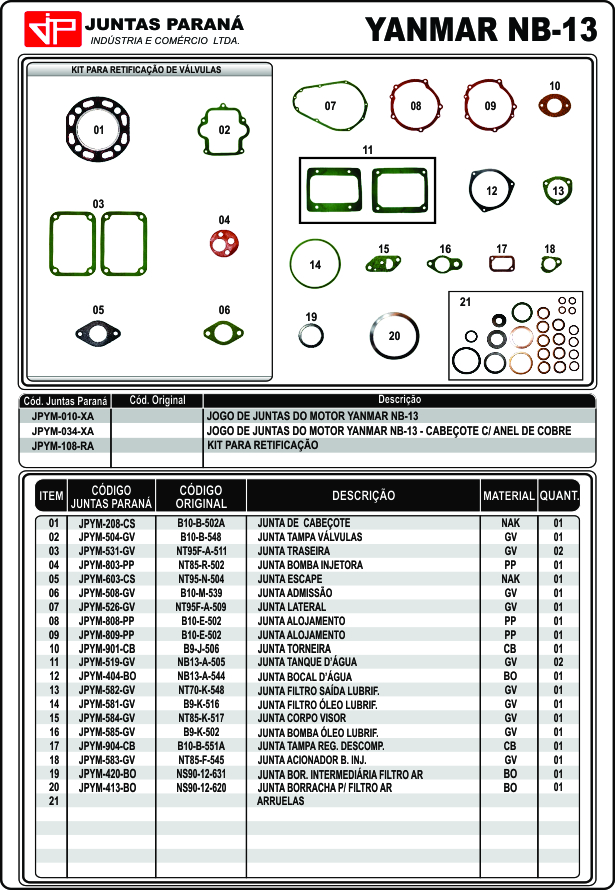 JP JUNTAS PARANÁ
INDÚSTRIA E COMÉRCIO LTDA.
YANMAR NB-13
KIT PARA RETIFICAÇÃO DE VÁLVULAS
01
02
03
04
05
06
07
08
09
10
11
12
13
14
15
16
17
18
19
20
21
Cód. Juntas Paraná Cód. Original Descrição
JPYM-010-XA JOGO DE JUNTAS DO MOTOR YANMAR NB-13
JPYM-034-XA JOGO DE JUNTAS DO MOTOR YANMAR NB-13 - CABEÇOTE C/ ANEL DE COBRE
JPYM-108-RA KIT PARA RETIFICAÇÃO
ITEM CÓDIGO JUNTAS PARANÁ CÓDIGO ORIGINAL DESCRIÇÃO MATERIAL QUANT.
01 JPYM-208-CS B10-B-502A JUNTA DE CABEÇOTE NAK 01
02 JPYM-504-GV B10-B-548 JUNTA TAMPA VÁLVULAS GV 01
03 JPYM-531-GV NT95F-A-511 JUNTA TRASEIRA GV 02
04 JPYM-803-PP NT85-R-502 JUNTA BOMBA INJETORA PP 01
05 JPYM-603-CS NT95-N-504 JUNTA ESCAPE NAK 01
06 JPYM-508-GV B10-M-539 JUNTA ADMISSÃO GV 01
07 JPYM-526-GV NT95F-A-509 JUNTA LATERAL GV 01
08 JPYM-808-PP B10-E-502 JUNTA ALOJAMENTO PP 01
09 JPYM-809-PP B10-E-502 JUNTA ALOJAMENTO PP 01
10 JPYM-901-CB B9-J-506 JUNTA TORNEIRA CB 01
11 JPYM-519-GV NB13-A-505 JUNTA TANQUE D'ÁGUA GV 02
12 JPYM-404-BO NB13-A-544 JUNTA BOCAL D'ÁGUA BO 01
13 JPYM-582-GV NT70-K-548 JUNTA FILTRO SAÍDA LUBRIF. GV 01
14 JPYM-581-GV B9-K-516 JUNTA FILTRO ÓLEO LUBRIF. GV 01
15 JPYM-584-GV NT85-K-517 JUNTA CORPO VISOR GV 01
16 JPYM-585-GV B9-K-502 JUNTA BOMBA ÓLEO LUBRIF. GV 01
17 JPYM-904-CB B10-B-551A JUNTA TAMPA REG. DESCOMP. CB 01
18 JPYM-583-GV NT85-F-545 JUNTA ACIONADOR B. INJ. GV 01
19 JPYM-420-BO NS90-12-631 JUNTA BOR. INTERMEDIÁRIA FILTRO AR BO 01
20 JPYM-413-BO NS90-12-620 JUNTA BORRACHA P/ FILTRO AR BO 01
21 ARRUELAS